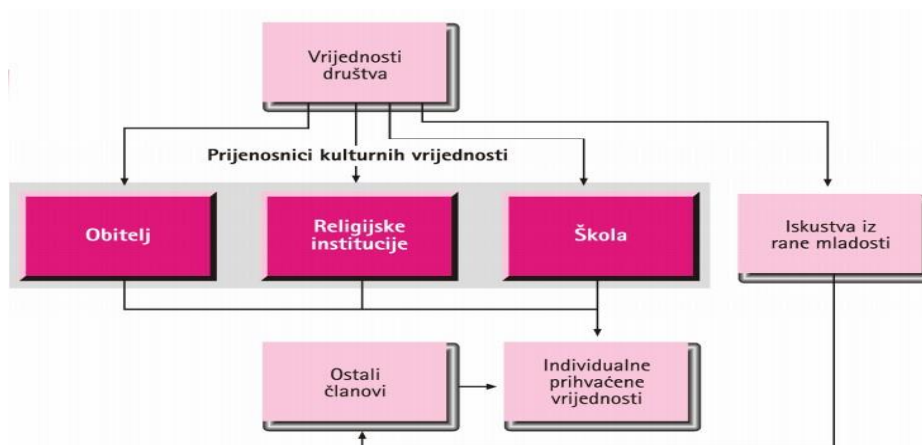 Vrijednosti
društva
Prijenosnici kulturnih vrijednosti
Obitelj
Religijske
institucije
Škola
Iskustva iz
rane mladosti
Ostali
članovi
Individualne
prihvaćene
vrijednosti